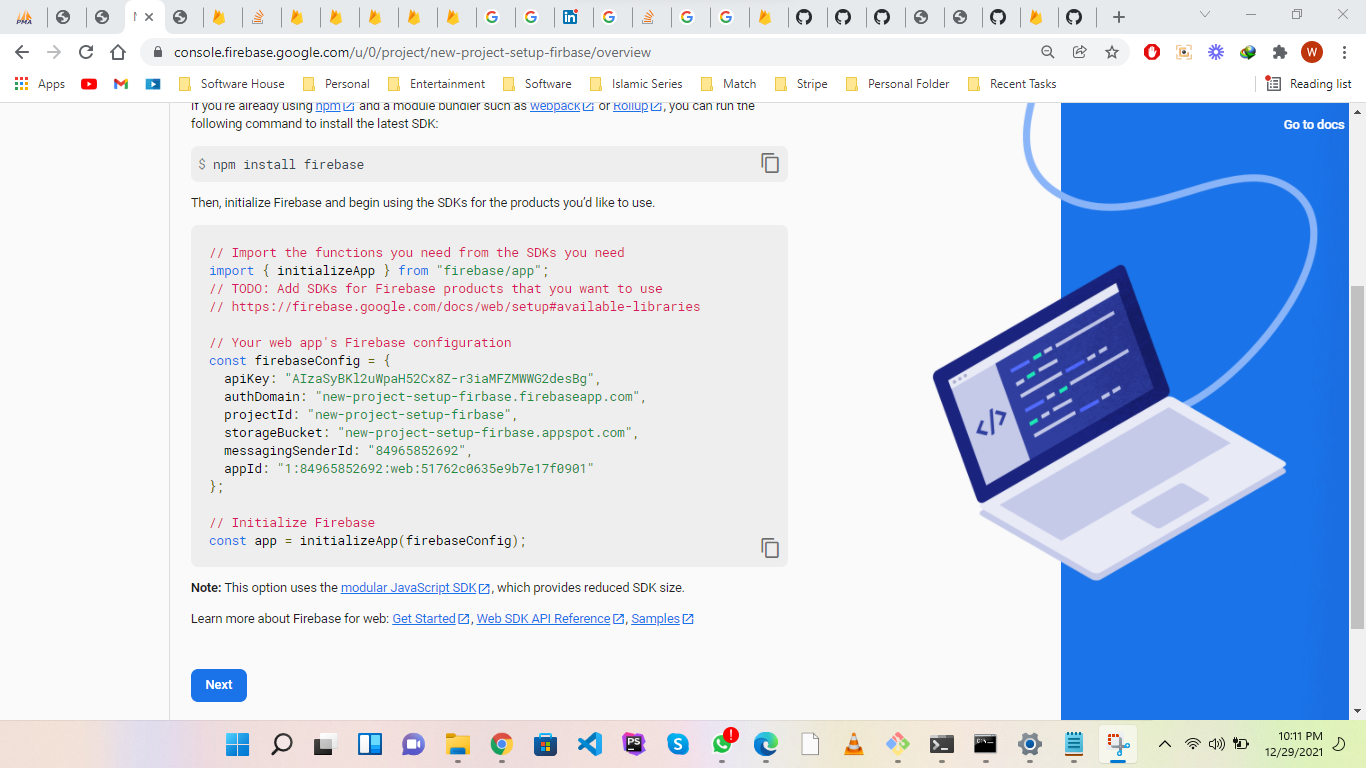 console.firebase.google.com/u/0/project/new-project-setup-firbase/overview
W
Apps
Software House
Personal
Entertainment
Software
Islamic Series
Match
Stripe
Personal Folder
Recent Tasks
Reading list
If you're already using npm and a module bundler such as webpack or Rollup, you can run the
following command to install the latest SDK:
$ npm install firebase
Then, initialize Firebase and begin using the SDKs for the products you'd like to use.
// Import the functions you need from the SDKs you need
import { initializeApp } from "firebase/app";
// TODO: Add SDKs for Firebase products that you want to use
// https://firebase.google.com/docs/web/setup#available-libraries
// Your web app's Firebase configuration
const firebaseConfig = {
apiKey: "AIzaSyBKl2uWpaH52Cx8Z-r3iaMFZMWWG2desBg",
authDomain: "new-project-setup-firbase.firebaseapp.com",
projectId: "new-project-setup-firbase",
storageBucket: "new-project-setup-firbase.appspot.com",
messagingSenderId: "84965852692",
appId: "1:84965852692:web:51762c0635e9b7e17f0901"
};
// Initialize Firebase
const app = initializeApp(firebaseConfig);
Note: This option uses the modular JavaScript SDK, which provides reduced SDK size.
Learn more about Firebase for web: Get Started, Web SDK API Reference, Samples
Next
Go to docs
</>
10:11 PM
12/29/2021